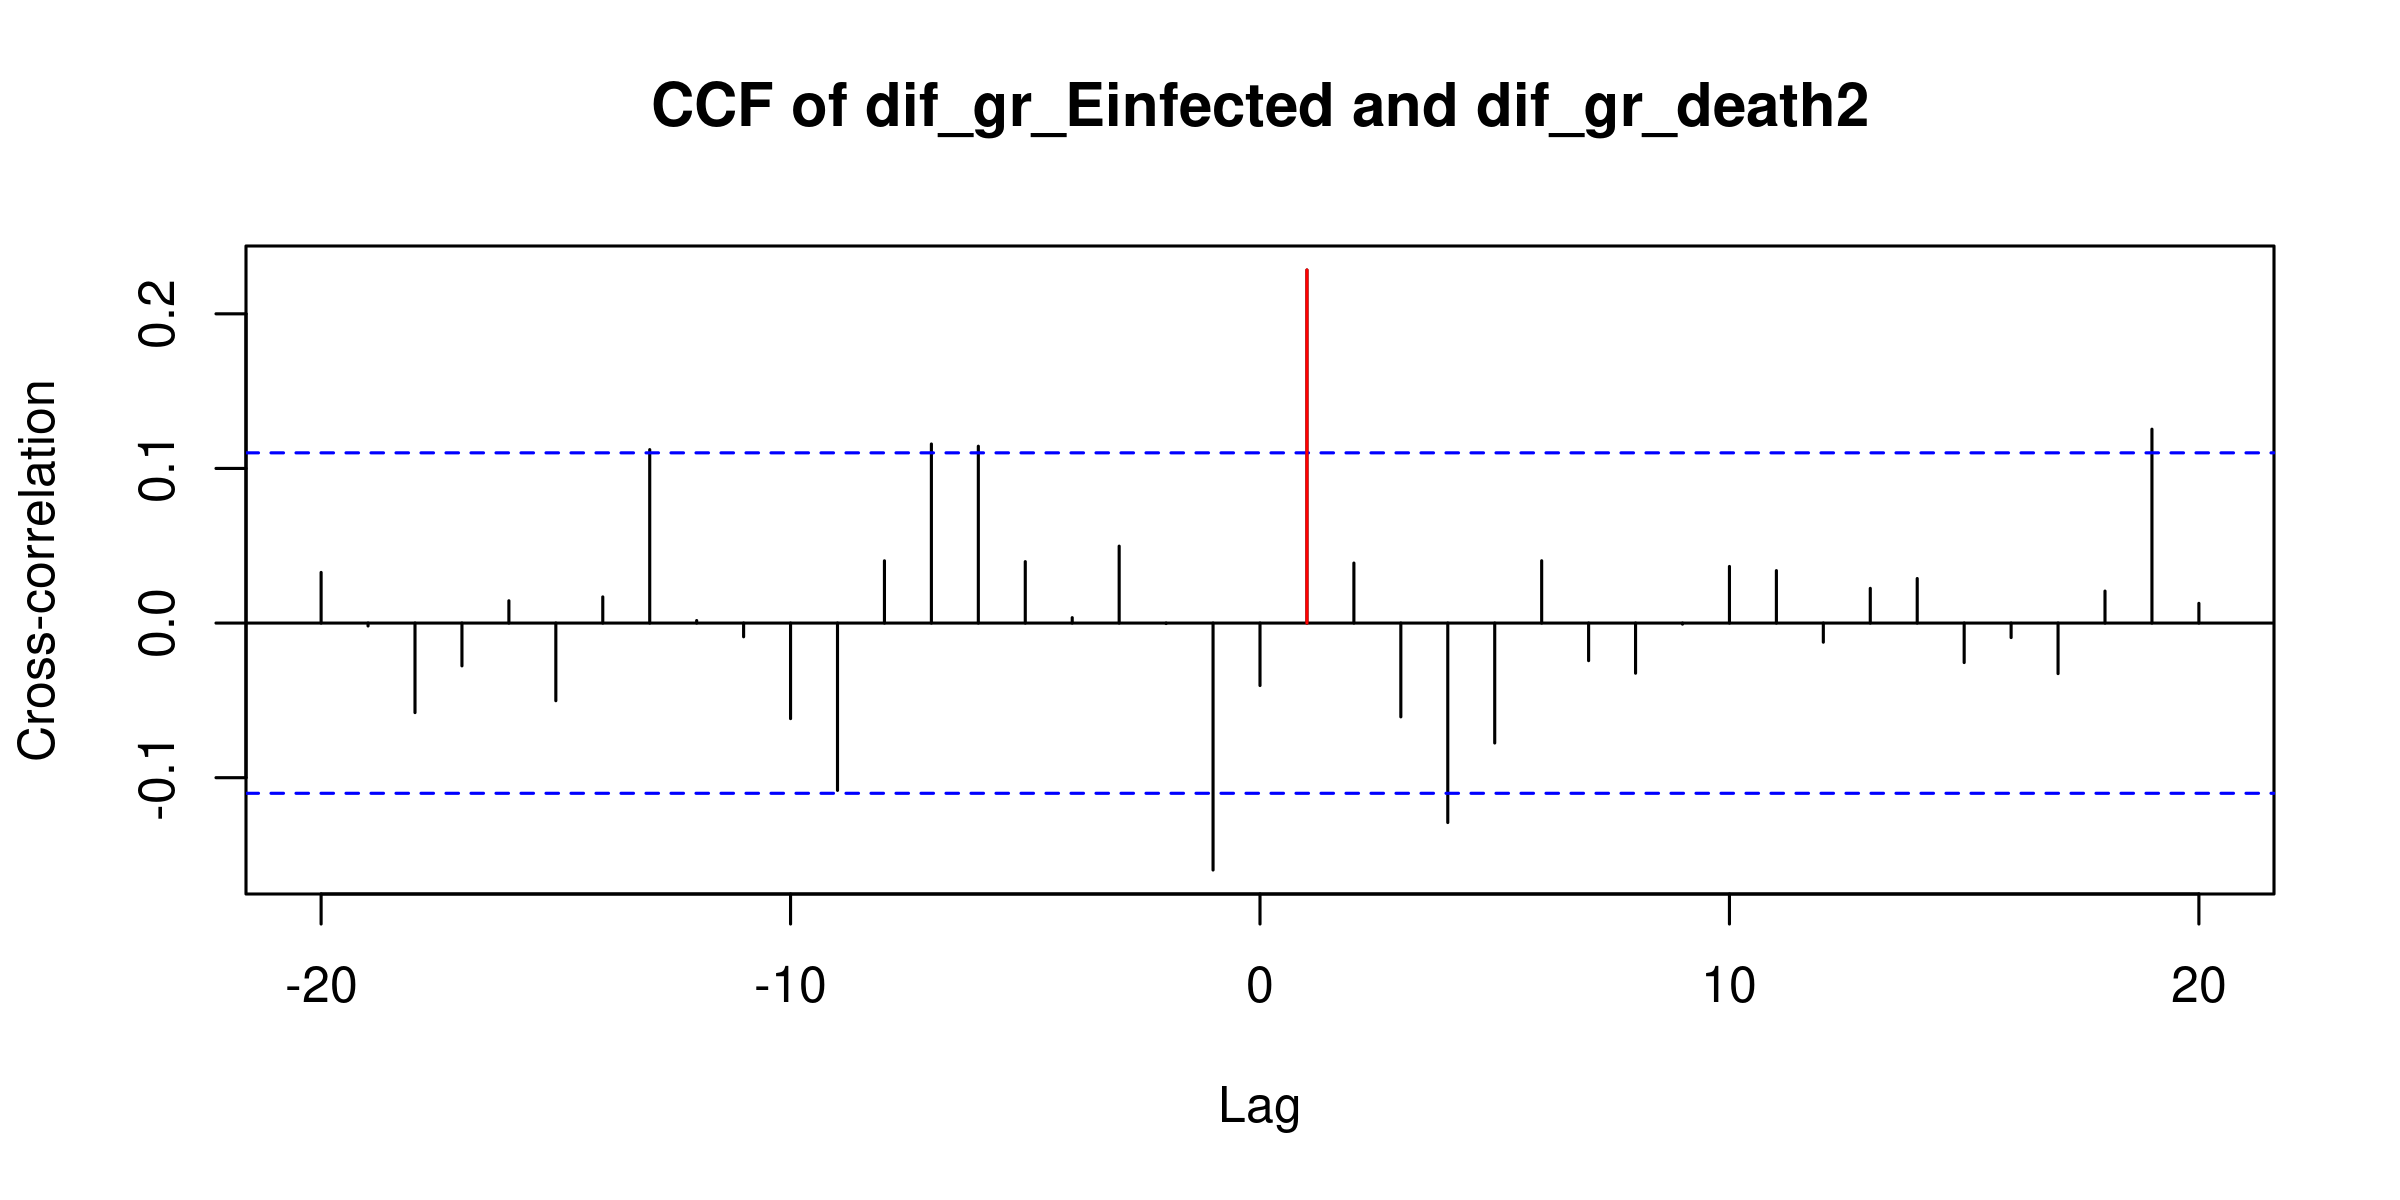 CCF of dif_gr_Einfected and dif_gr_death2
Cross-correlation
0.2
0.1
0.0
-0.1
-20 -10 0 10 20
Lag